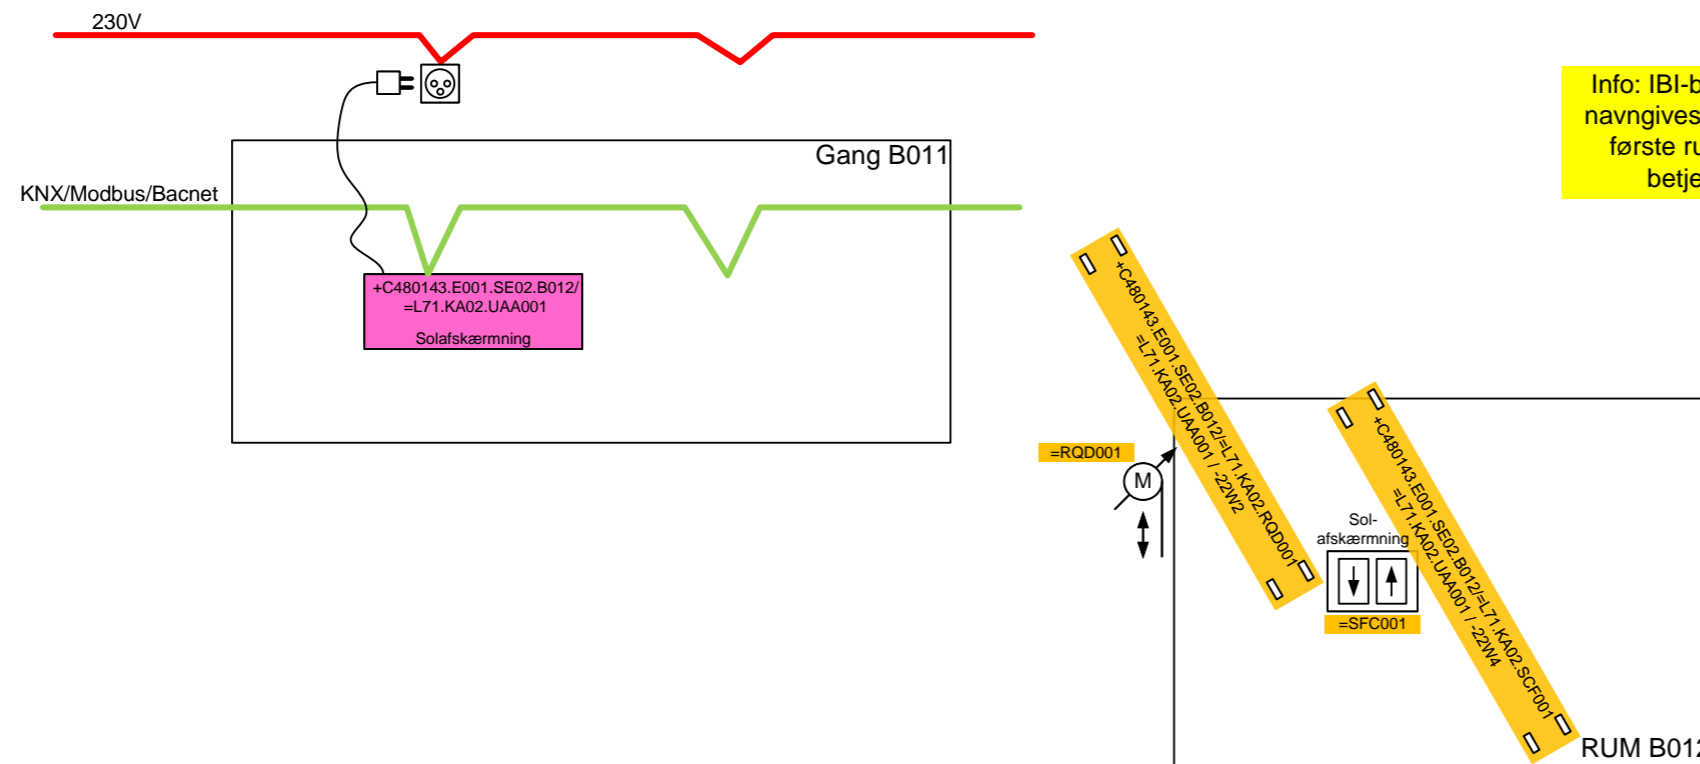 230V
Info: IBI-b
navngives
første ru
betje
Gang B011
KNX/Modbus/Bacnet
+C480143.E001.SE02.B012/
=L71.KA02.UAA001
Solafskærmning
+C480143.E001.SE02.B012/=L71.KA02.RQD001
=L71.KA02.UAA001 / -22W2
=RQD001
M
+C480143.E001.SE02.B012/=L71.KA02.SCF001
=L71.KA02.UAA001 / -22W4
Sol-
afskærmning
=SFC001
RUM B012